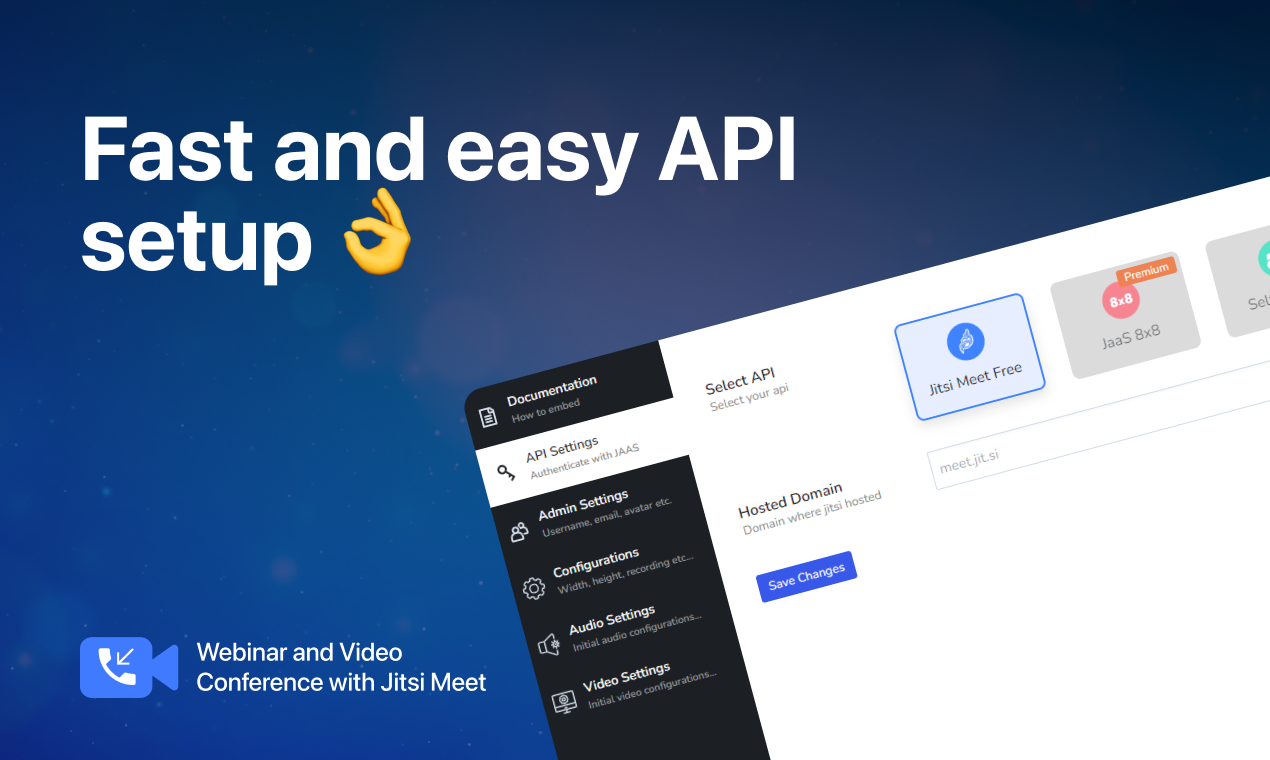 Fast and easy API
setup 👌
Documentation
How to embed
API Settings
Authenticate with JAAS
Admin Settings
Username, email, avatar etc.
Configurations
Width, height, recording etc...
Audio Settings
Initial audio configurations...
Video Settings
Initial video configurations...
Select API
Select your api
Jitsi Meet Free
Premium
8x8
JaaS 8x8
Hosted Domain
Domain where jitsi hosted
meet.jit.si
Save Changes
Webinar and Video
Conference with Jitsi Meet